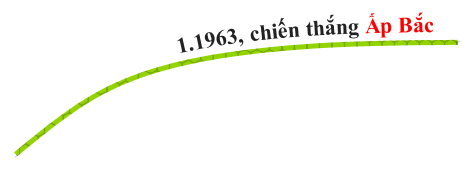 1.1963, chiến thắng Ấp Bắc